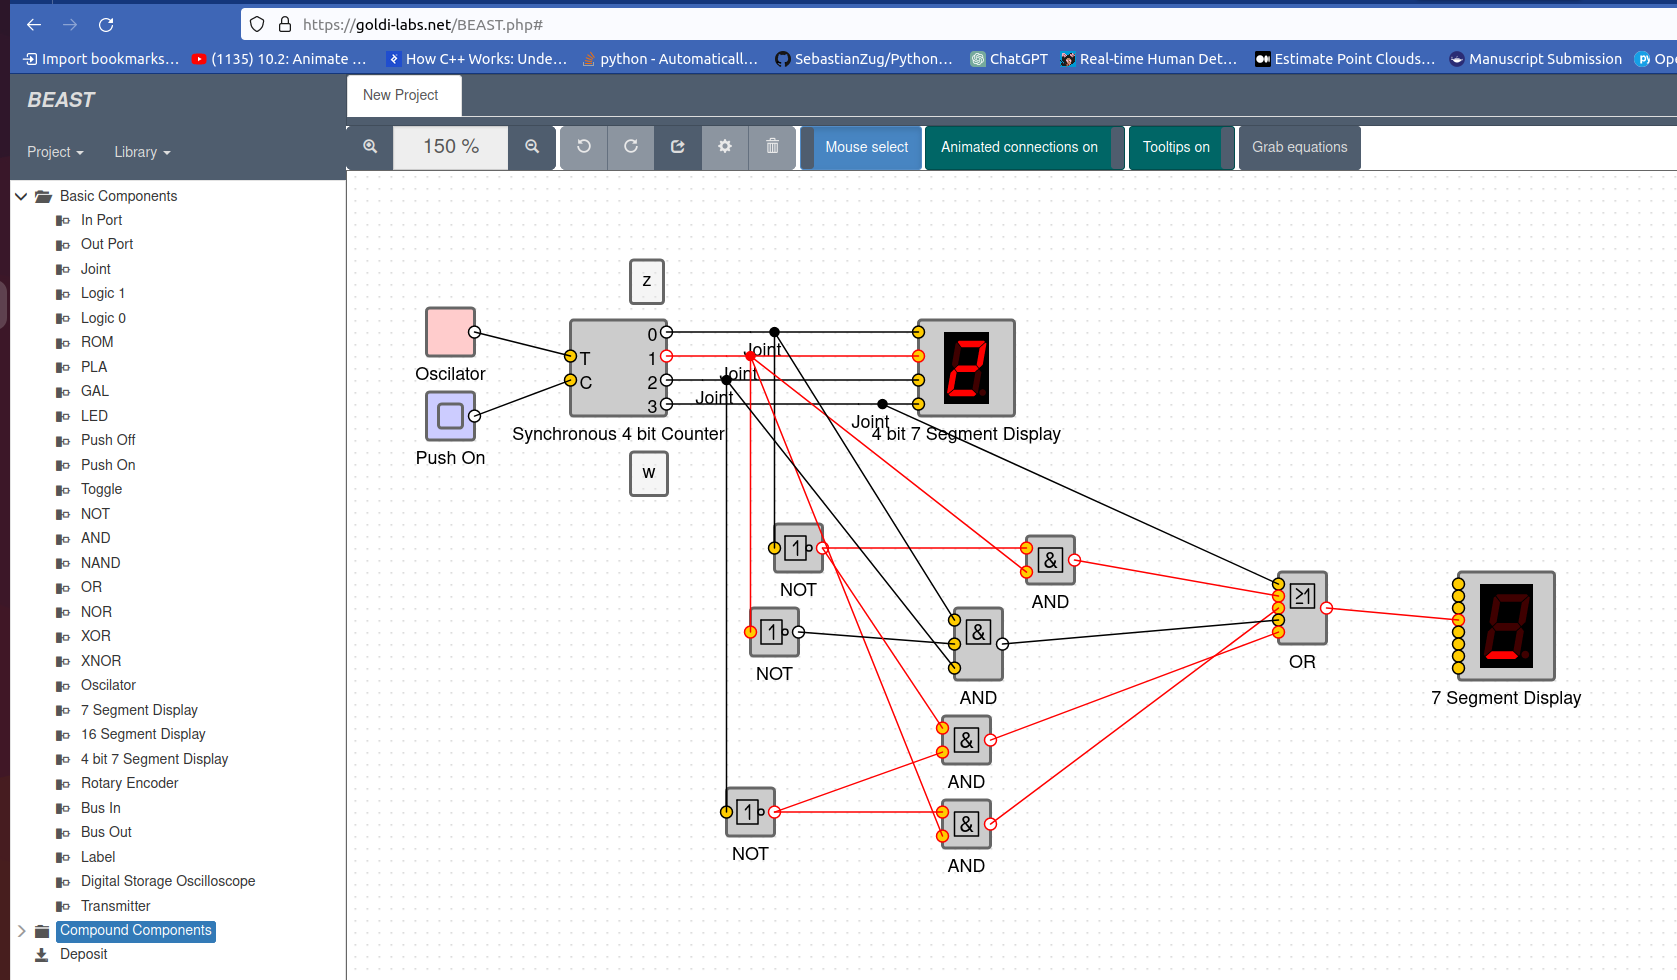 https://goldi-labs.net/BEAST.php#
Import bookmarks...
(1135) 10.2: Animate ...
How C++ Works: Unde...
python - Automaticall...
SebastianZug/Python...
ChatGPT
Real-time Human Det...
Estimate Point Clouds...
Manuscript Submission
BEAST
New Project
Project
Library
150 %
Mouse select
Animated connections on
Tooltips on
Grab equations
Basic Components
In Port
Out Port
Joint
Logic 1
Logic 0
ROM
PLA
GAL
LED
Push Off
Push On
Toggle
NOT
AND
NAND
OR
NOR
XOR
XNOR
Oscilator
7 Segment Display
16 Segment Display
4 bit 7 Segment Display
Rotary Encoder
Bus In
Bus Out
Label
Digital Storage Oscilloscope
Transmitter
Compound Components
Deposit
z
Oscilator
Push On
T
C
0
1
2
3
Synchronous 4 bit Counter
w
Joint
Joint
Joint
Joint
2
4 bit 7 Segment Display
1
NOT
1
NOT
1
NOT
&
AND
&
AND
&
AND
&
AND
≥1
OR
7 Segment Display